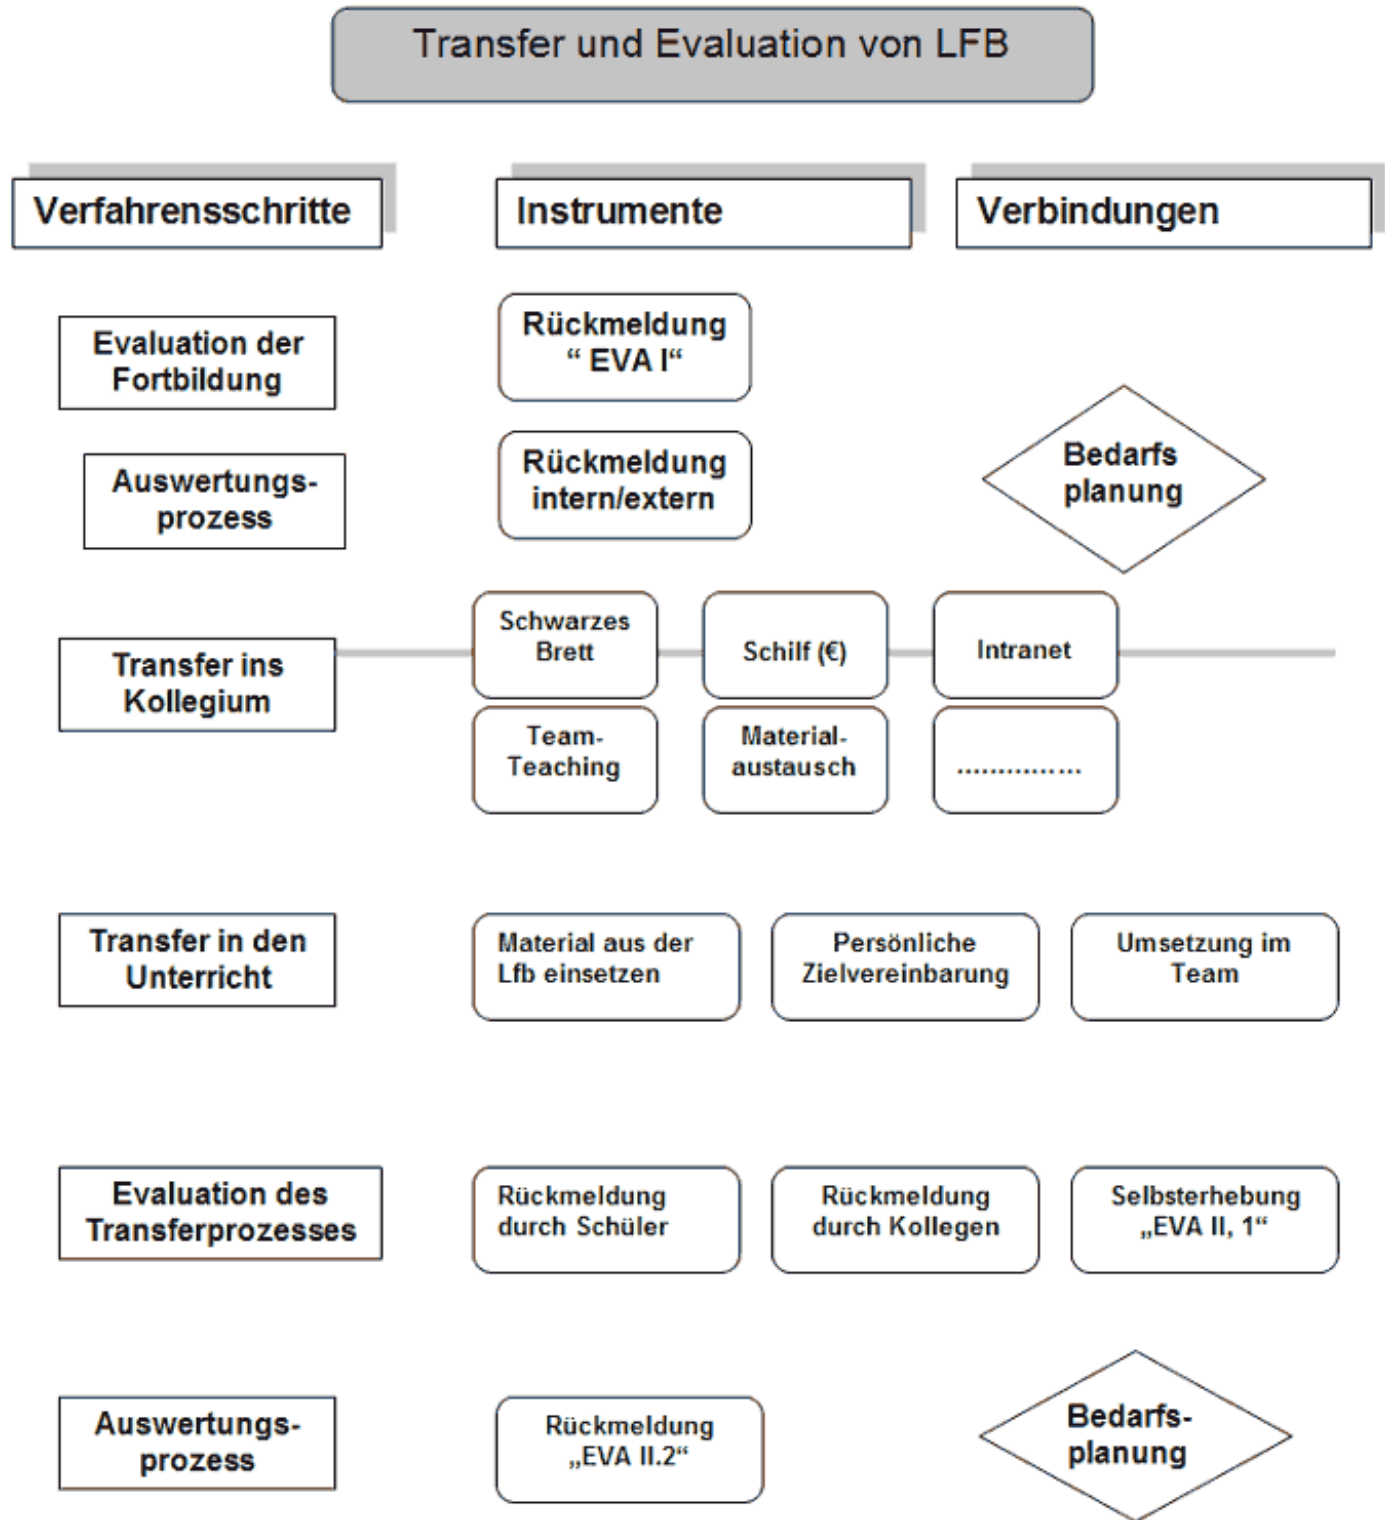 Transfer und Evaluation von LFB
Verfahrensschritte
Instrumente
Verbindungen
Evaluation der
Fortbildung
Rückmeldung
“ EVA I“
Auswertungs-
prozess
Rückmeldung
intern/extern
Bedarfs
planung
Transfer ins
Kollegium
Schwarzes
Brett
Schilf (€)
Intranet
Team-
Teaching
Material-
austausch
...............
Transfer in den
Unterricht
Material aus der
Lfb einsetzen
Persönliche
Zielvereinbarung
Umsetzung im
Team
Evaluation des
Transferprozesses
Rückmeldung
durch Schüler
Rückmeldung
durch Kollegen
Selbsterhebung
„EVA II, 1“
Auswertungs-
prozess
Rückmeldung
„EVA II.2“
Bedarfs-
planung